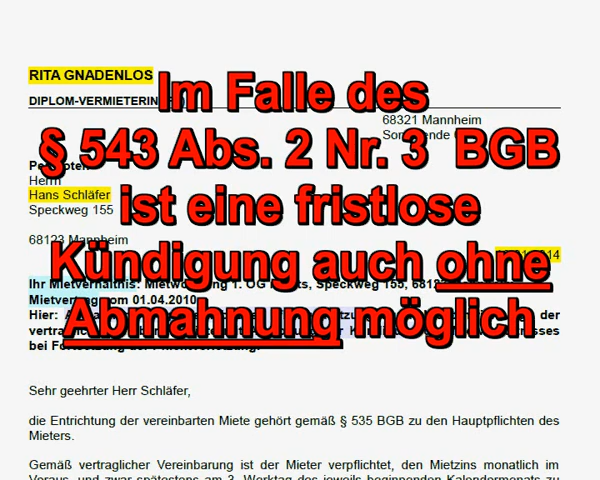 RITA GNADENLOS
DIPLOM-VERMIETERIN
Im Falle des
68321 Mannheim
§ 543 Abs. 2 Nr. 3 BGB
Herrn
Hans Schläfer
Speckweg 155
ist eine fristlose
68123 Mannheim
Kündigung auch ohne
Ihr Mietverhältnis: Speckweg 155,
Mietvertrag vom 01.04.2010
Abmahnung möglich
Hier: der
bei
Sehr geehrter Herr Schläfer,
die Entrichtung der vereinbarten Miete gehört gemäß § 535 BGB zu den Hauptpflichten des
Mieters.
Gemäß vertraglicher Vereinbarung ist der Mieter verpflichtet, den Mietzins monatlich im
Voraus, und zwar spätestens am 3. Werktag des jeweils beginnenden Kalendermonats zu